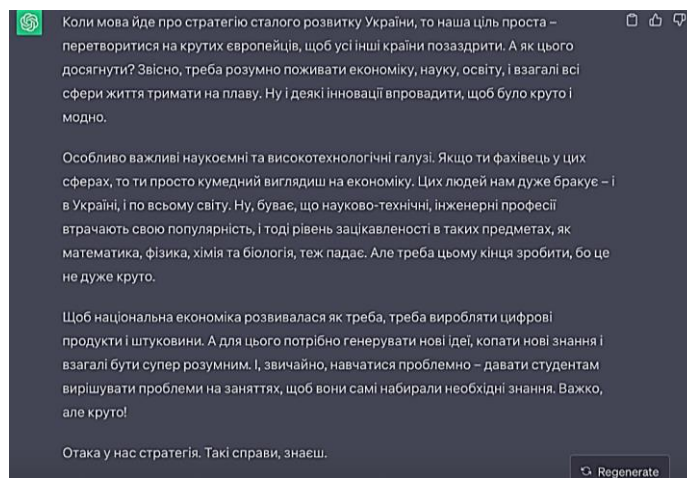 Коли мова йде про стратегію сталого розвитку України, то наша ціль проста –
перетворитися на крутих європейців, щоб усі інші країни позаздрити. А як цього
досягнути? Звісно, треба розумно поживати економіку, науку, освіту, і взагалі всі
сфери життя тримати на плаву. Ну і деякі інновації впровадити, щоб було круто і
модно.
Особливо важливі наукоємні та високотехнологічні галузі. Якщо ти фахівець у цих
сферах, то ти просто кумедний виглядиш на економіку. Цих людей нам дуже бракує – і
в Україні, і по всьому світу. Ну, буває, що науково-технічні, інженерні професії
втрачають свою популярність, і тоді рівень зацікавленості в таких предметах, як
математика, фізика, хімія та біологія, теж падає. Але треба цьому кінця зробити, бо це
не дуже круто.
Щоб національна економіка розвивалася як треба, треба виробляти цифрові
продукти і штуковини. А для цього потрібно генерувати нові ідеї, копати нові знання і
взагалі бути супер розумним. І, звичайно, навчатися проблемно – давати студентам
вирішувати проблеми на заняттях, щоб вони самі набирали необхідні знання. Важко,
але круто!
Отака у нас стратегія. Такі справи, знаєш.
Regenerate